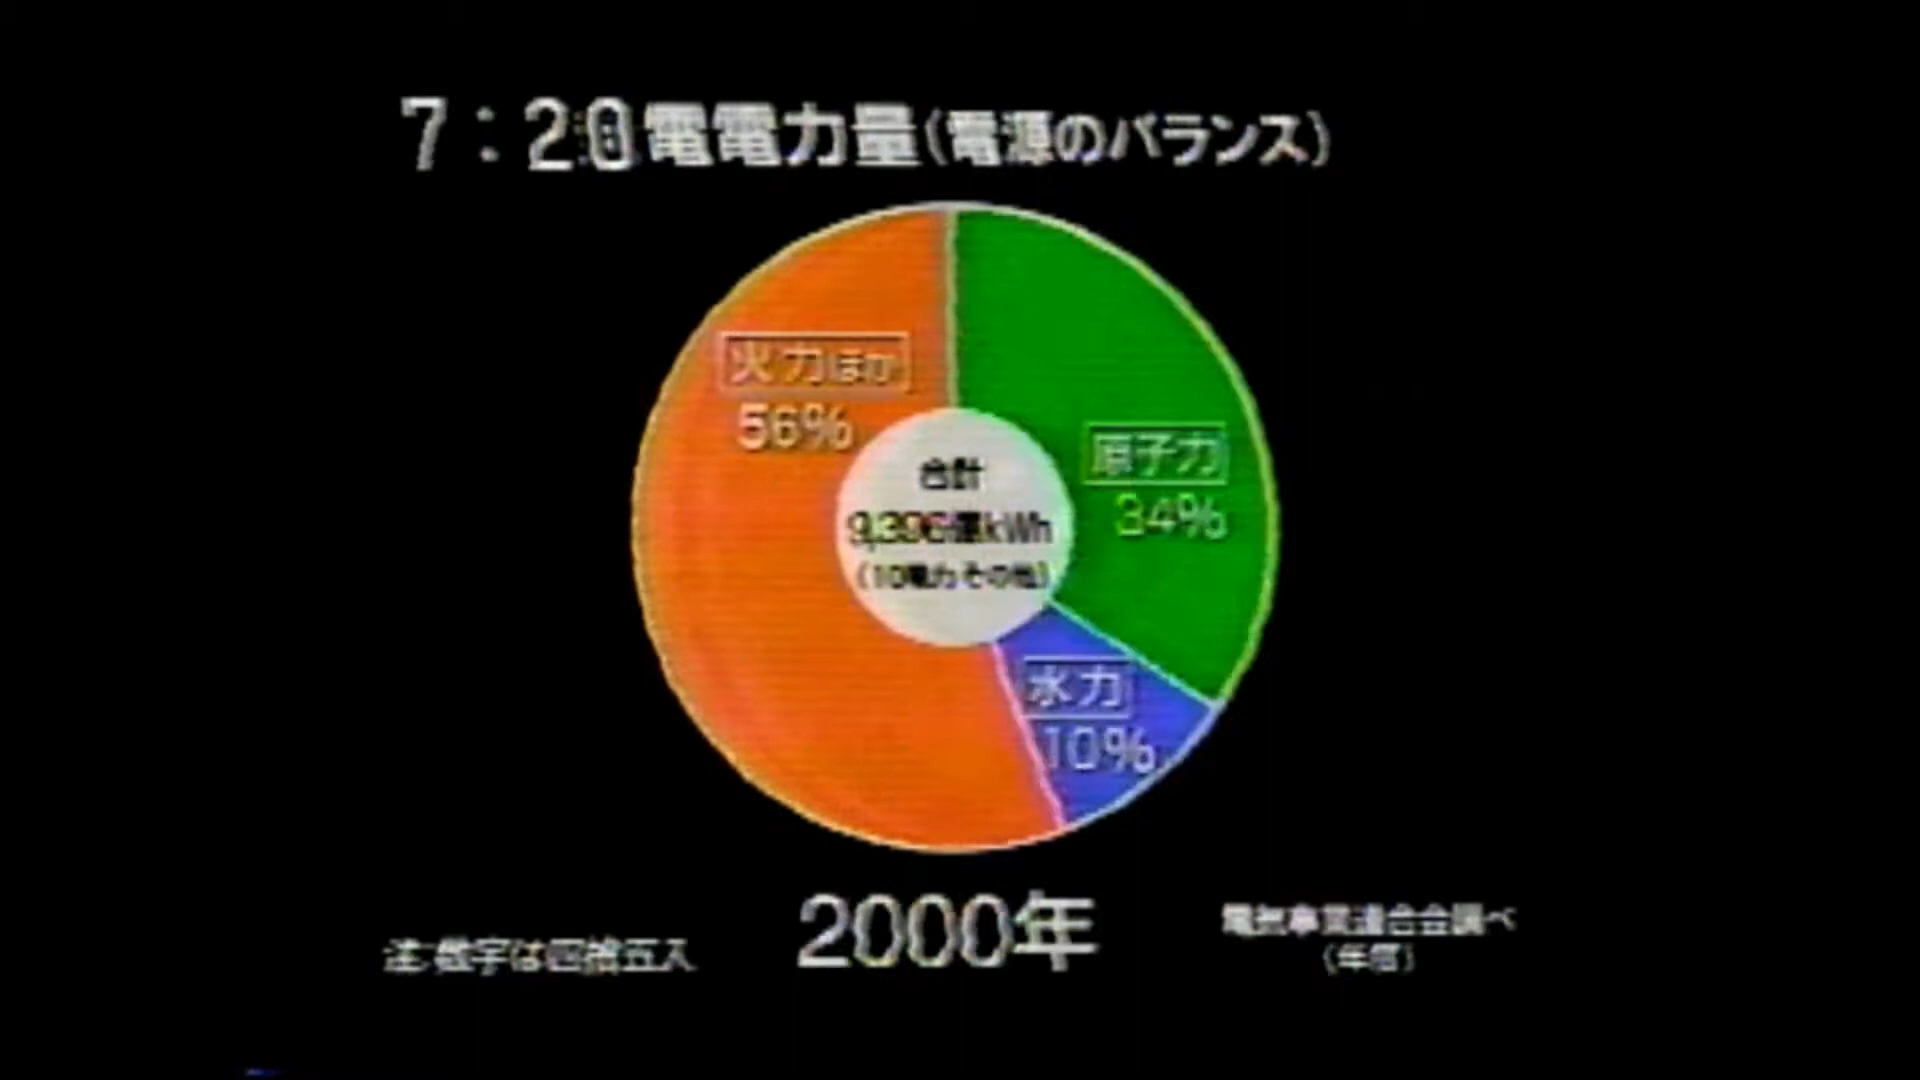 7:20電電力量(電源のバランス)
火力ほか
56%
原子力
34%
合計
9,396億kWh
(10電力その他)
水力
10%
2000年
注:数字は四捨五入
電気事業連合会調べ
(年度)